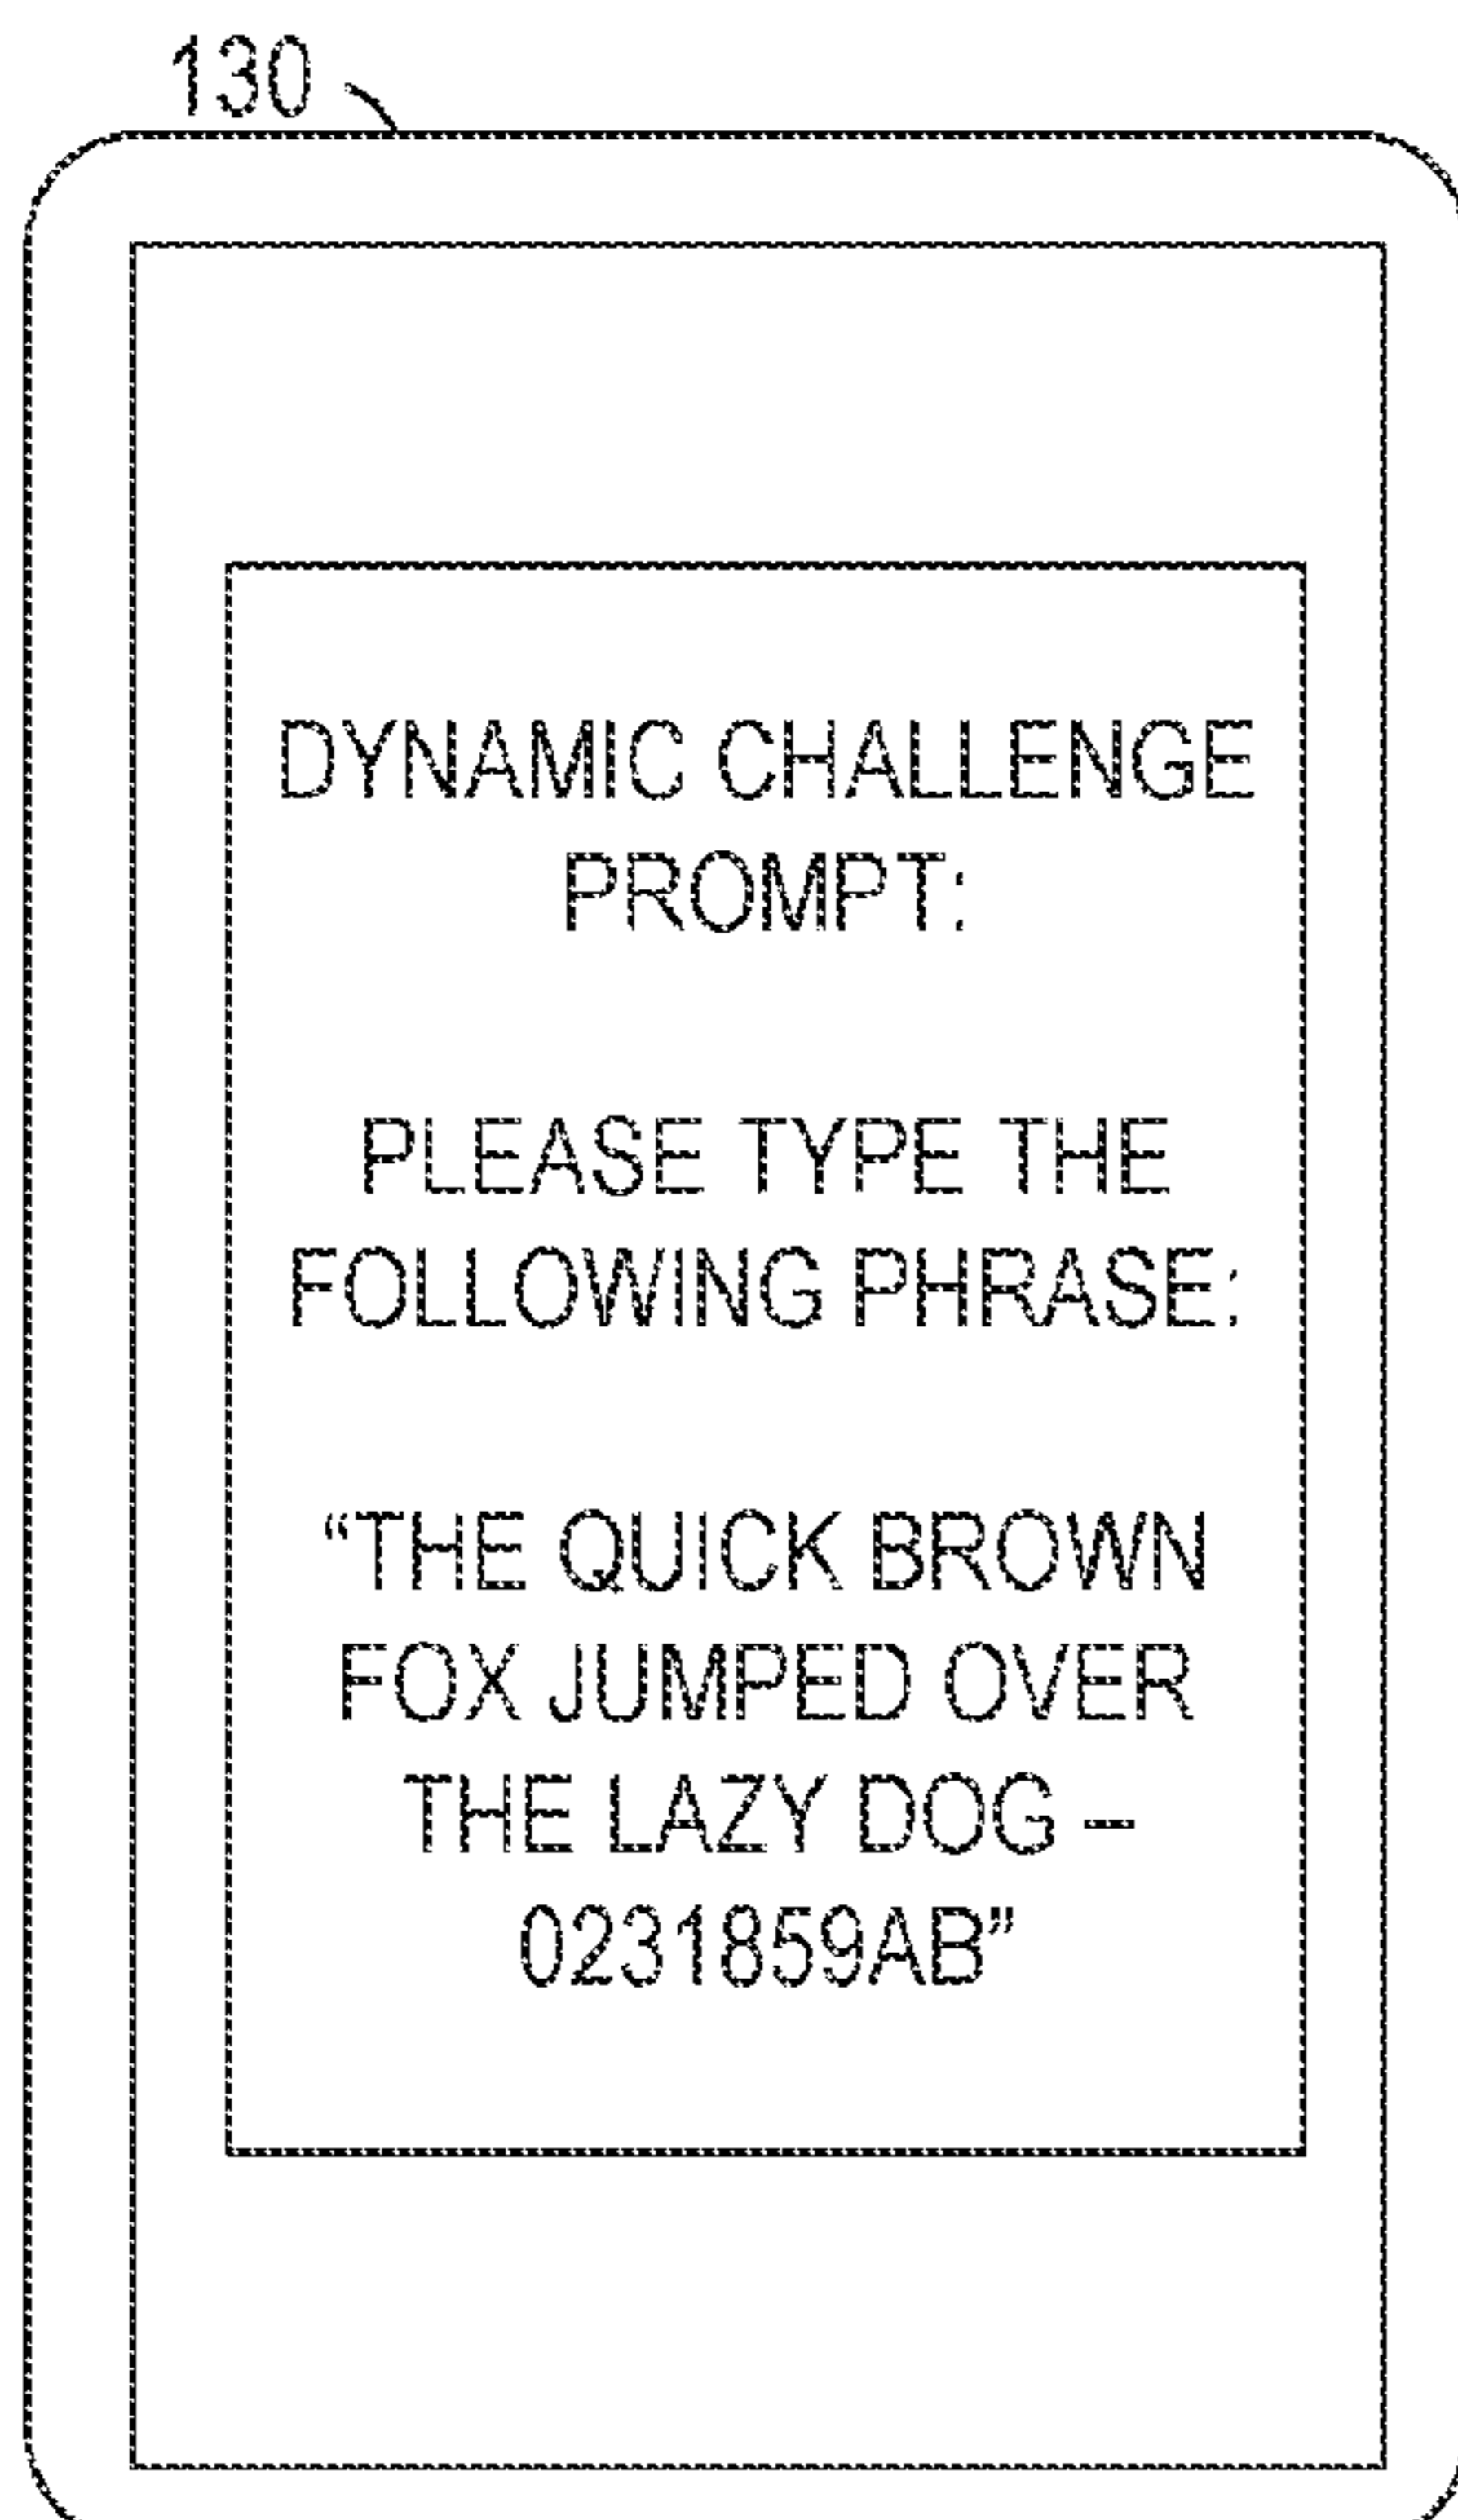 130
DYNAMIC CHALLENGE
PROMPT:
PLEASE TYPE THE
FOLLOWING PHRASE:
“THE QUICK BROWN
FOX JUMPED OVER
THE LAZY DOG –
0231859AB”